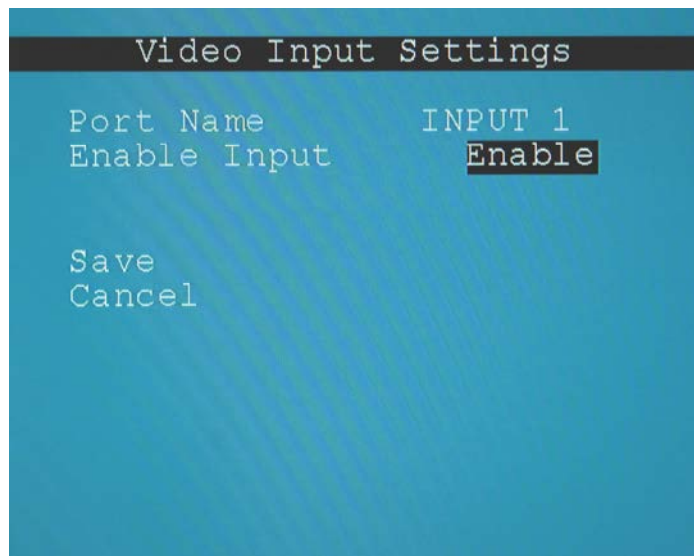 Video Input Settings
Port Name INPUT 1
Enable Input Enable
Save
Cancel